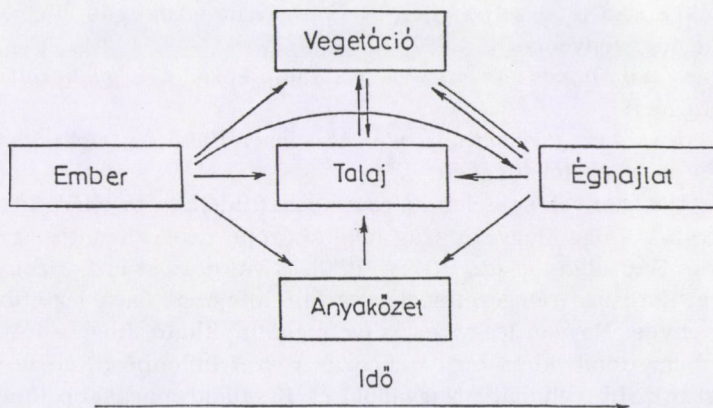 Vegetáció
Ember
Talaj
Éghajlat
Anyakőzet
Idő